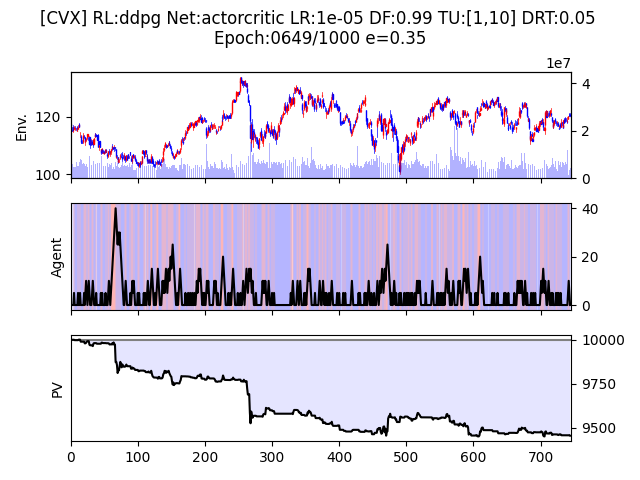 [CVX] RL:ddpg Net:actorcritic LR:1e-05 DF:0.99 TU:[1,10] DRT:0.05
Epoch:0649/1000 e=0.35
1e7
Env.
120
100
4
2
0
Agent
40
20
0
PV
10000
9750
9500
0 100 200 300 400 500 600 700